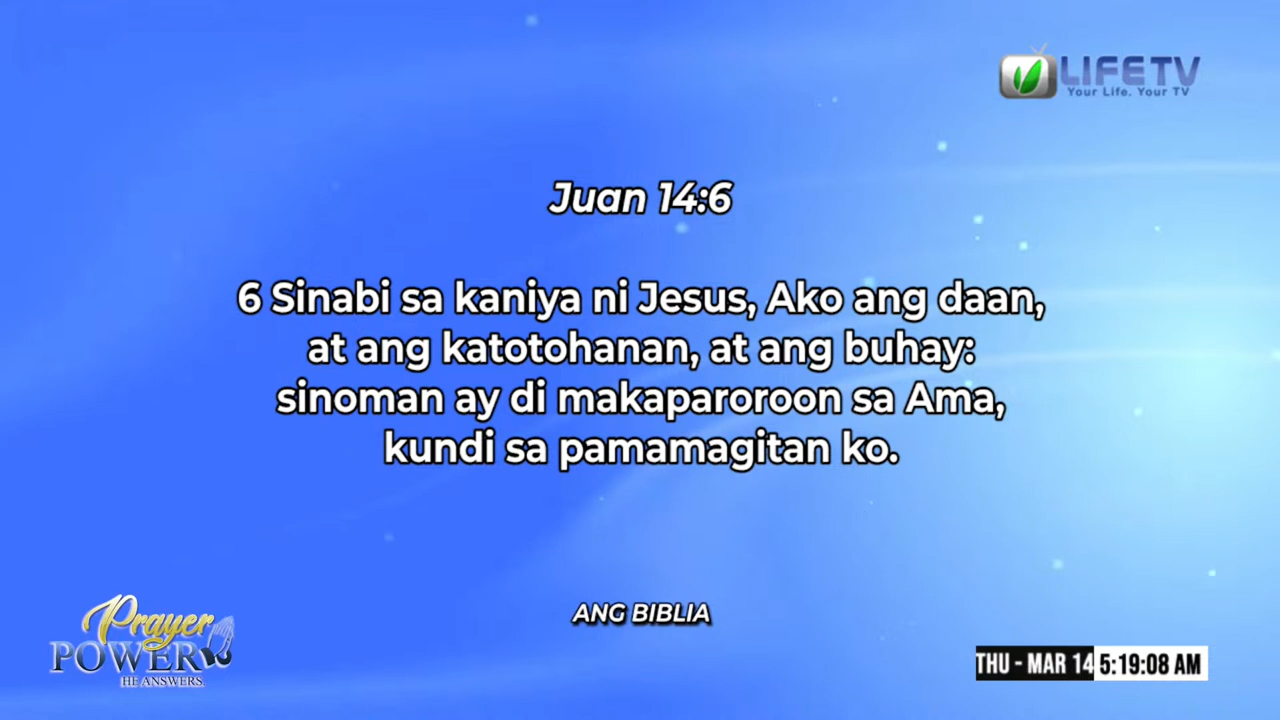 LIFETV
Your Life. Your TV
Juan 14:6
6 Sinabi sa kaniya ni Jesus, Ako ang daan,
at ang katotohanan, at ang buhay:
sinoman ay di makaparoroon sa Ama,
kundi sa pamamagitan ko.
ANG BIBLIA
Prayer
POWER
HE ANSWERS.
THU - MAR 14 5:19:08 AM